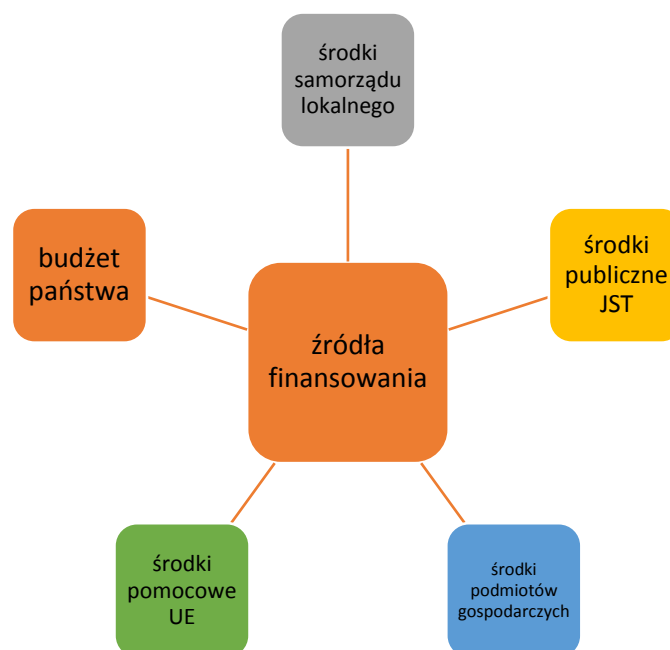 środki
samorządu
lokalnego
budżet
państwa
środki
publiczne
JST
źródła
finansowania
środki
pomocowe
UE
środki
podmiotów
gospodarczych